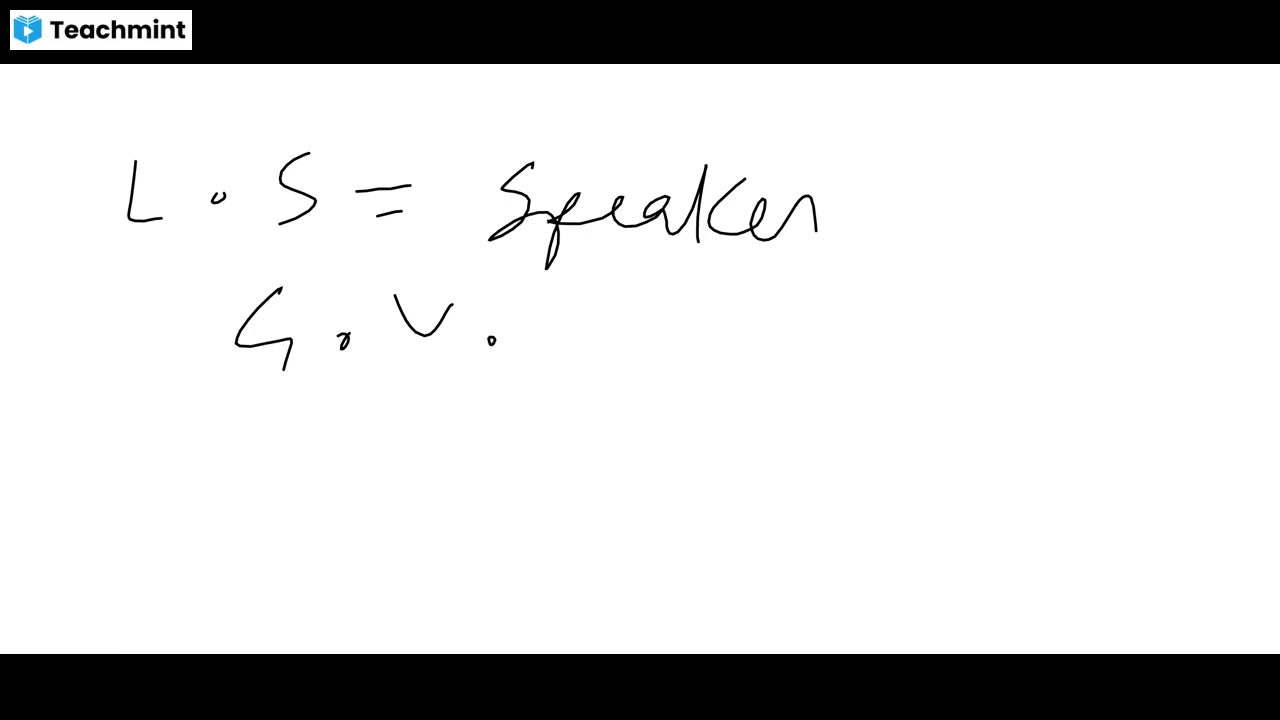 Teachmint
L . S = Speaker
G . V .